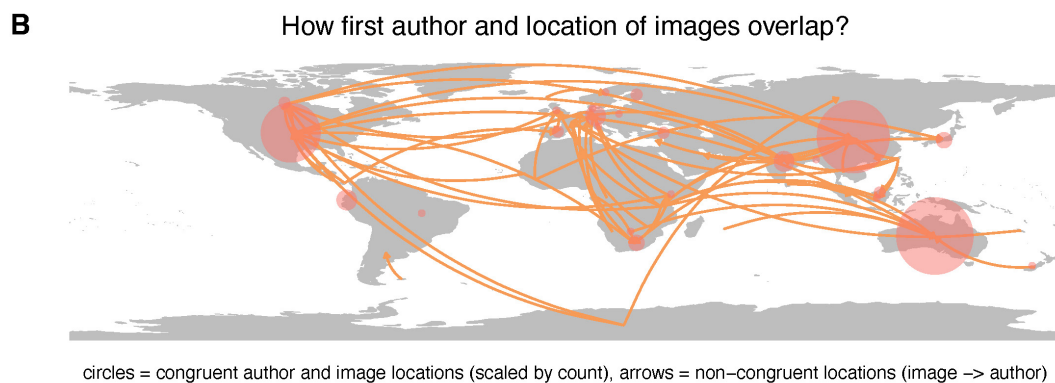 B
How first author and location of images overlap?
circles = congruent author and image locations (scaled by count), arrows = non−congruent locations (image −> author)